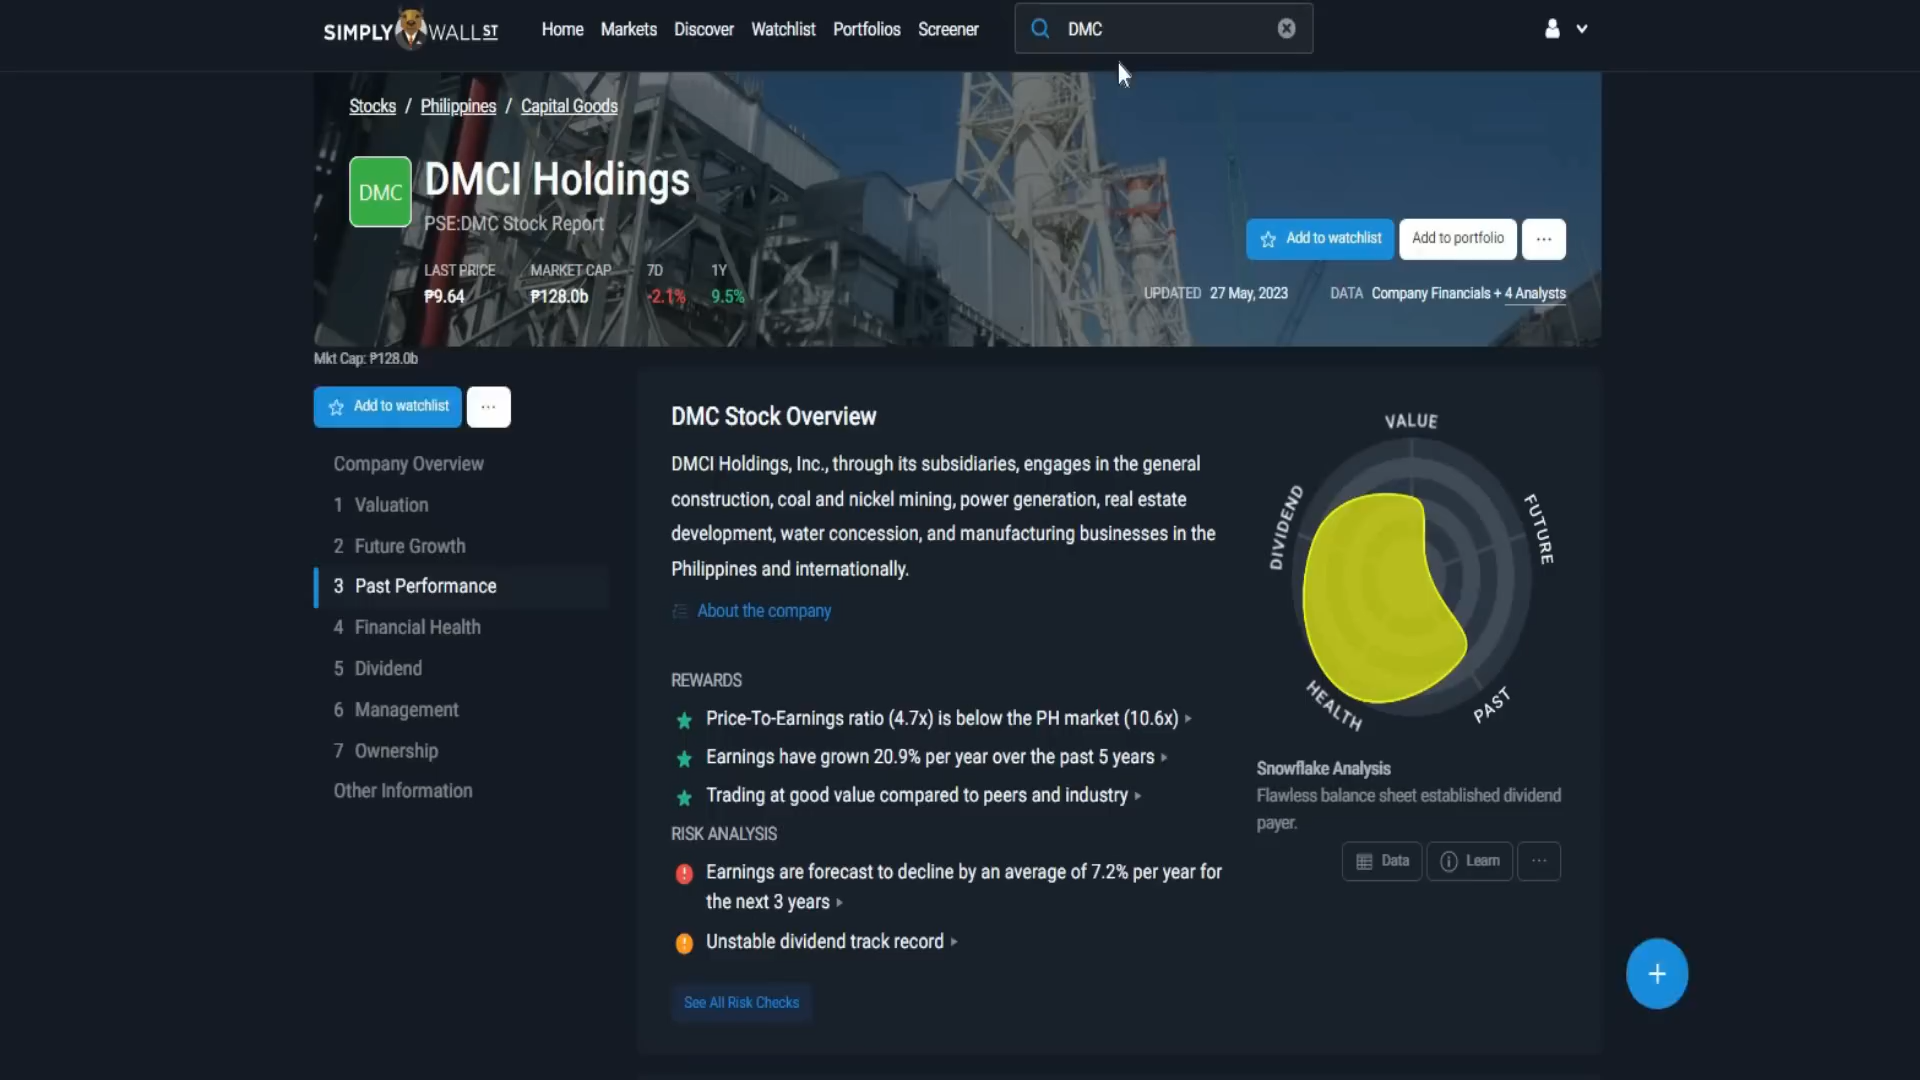 SIMPLY WALL ST
Home Markets Discover Watchlist Portfolios Screener
DMC
Stocks / Philippines / Capital Goods
DMC
DMCI Holdings
PSE:DMC Stock Report
LAST PRICE MARKET CAP 7D 1Y
₱9.64 ₱128.0b -2.1% 9.5%
Add to watchlist Add to portfolio ...
UPDATED 27 May, 2023 DATA Company Financials + 4 Analysts
Mkt Cap: ₱128.0b
Add to watchlist ...
Company Overview
1 Valuation
2 Future Growth
3 Past Performance
4 Financial Health
5 Dividend
6 Management
7 Ownership
Other Information
DMC Stock Overview
DMCI Holdings, Inc., through its subsidiaries, engages in the general
construction, coal and nickel mining, power generation, real estate
development, water concession, and manufacturing businesses in the
Philippines and internationally.
About the company
REWARDS
Price-To-Earnings ratio (4.7x) is below the PH market (10.6x)
Earnings have grown 20.9% per year over the past 5 years
Trading at good value compared to peers and industry
RISK ANALYSIS
Earnings are forecast to decline by an average of 7.2% per year for
the next 3 years
Unstable dividend track record
See All Risk Checks
VALUE
FUTURE
PAST
HEALTH
DIVIDEND
Snowflake Analysis
Flawless balance sheet established dividend
payer.
Data Learn ...
+